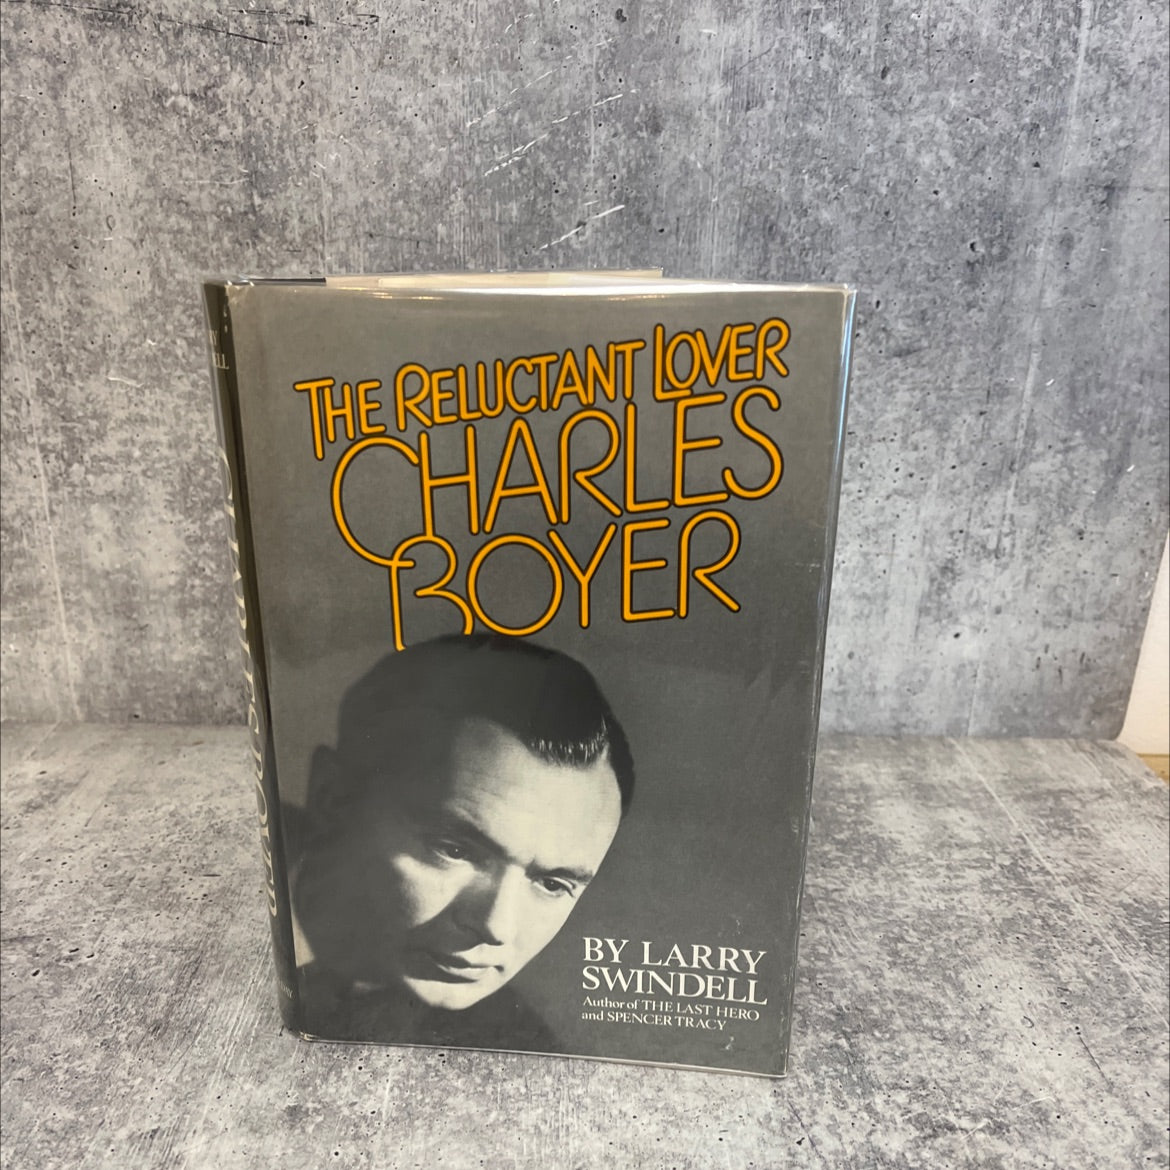 THE RELUCTANT LOVER
CHARLES
BOYER
BY LARRY
SWINDELL
Author of THE LAST HERO
and SPENCER TRACY